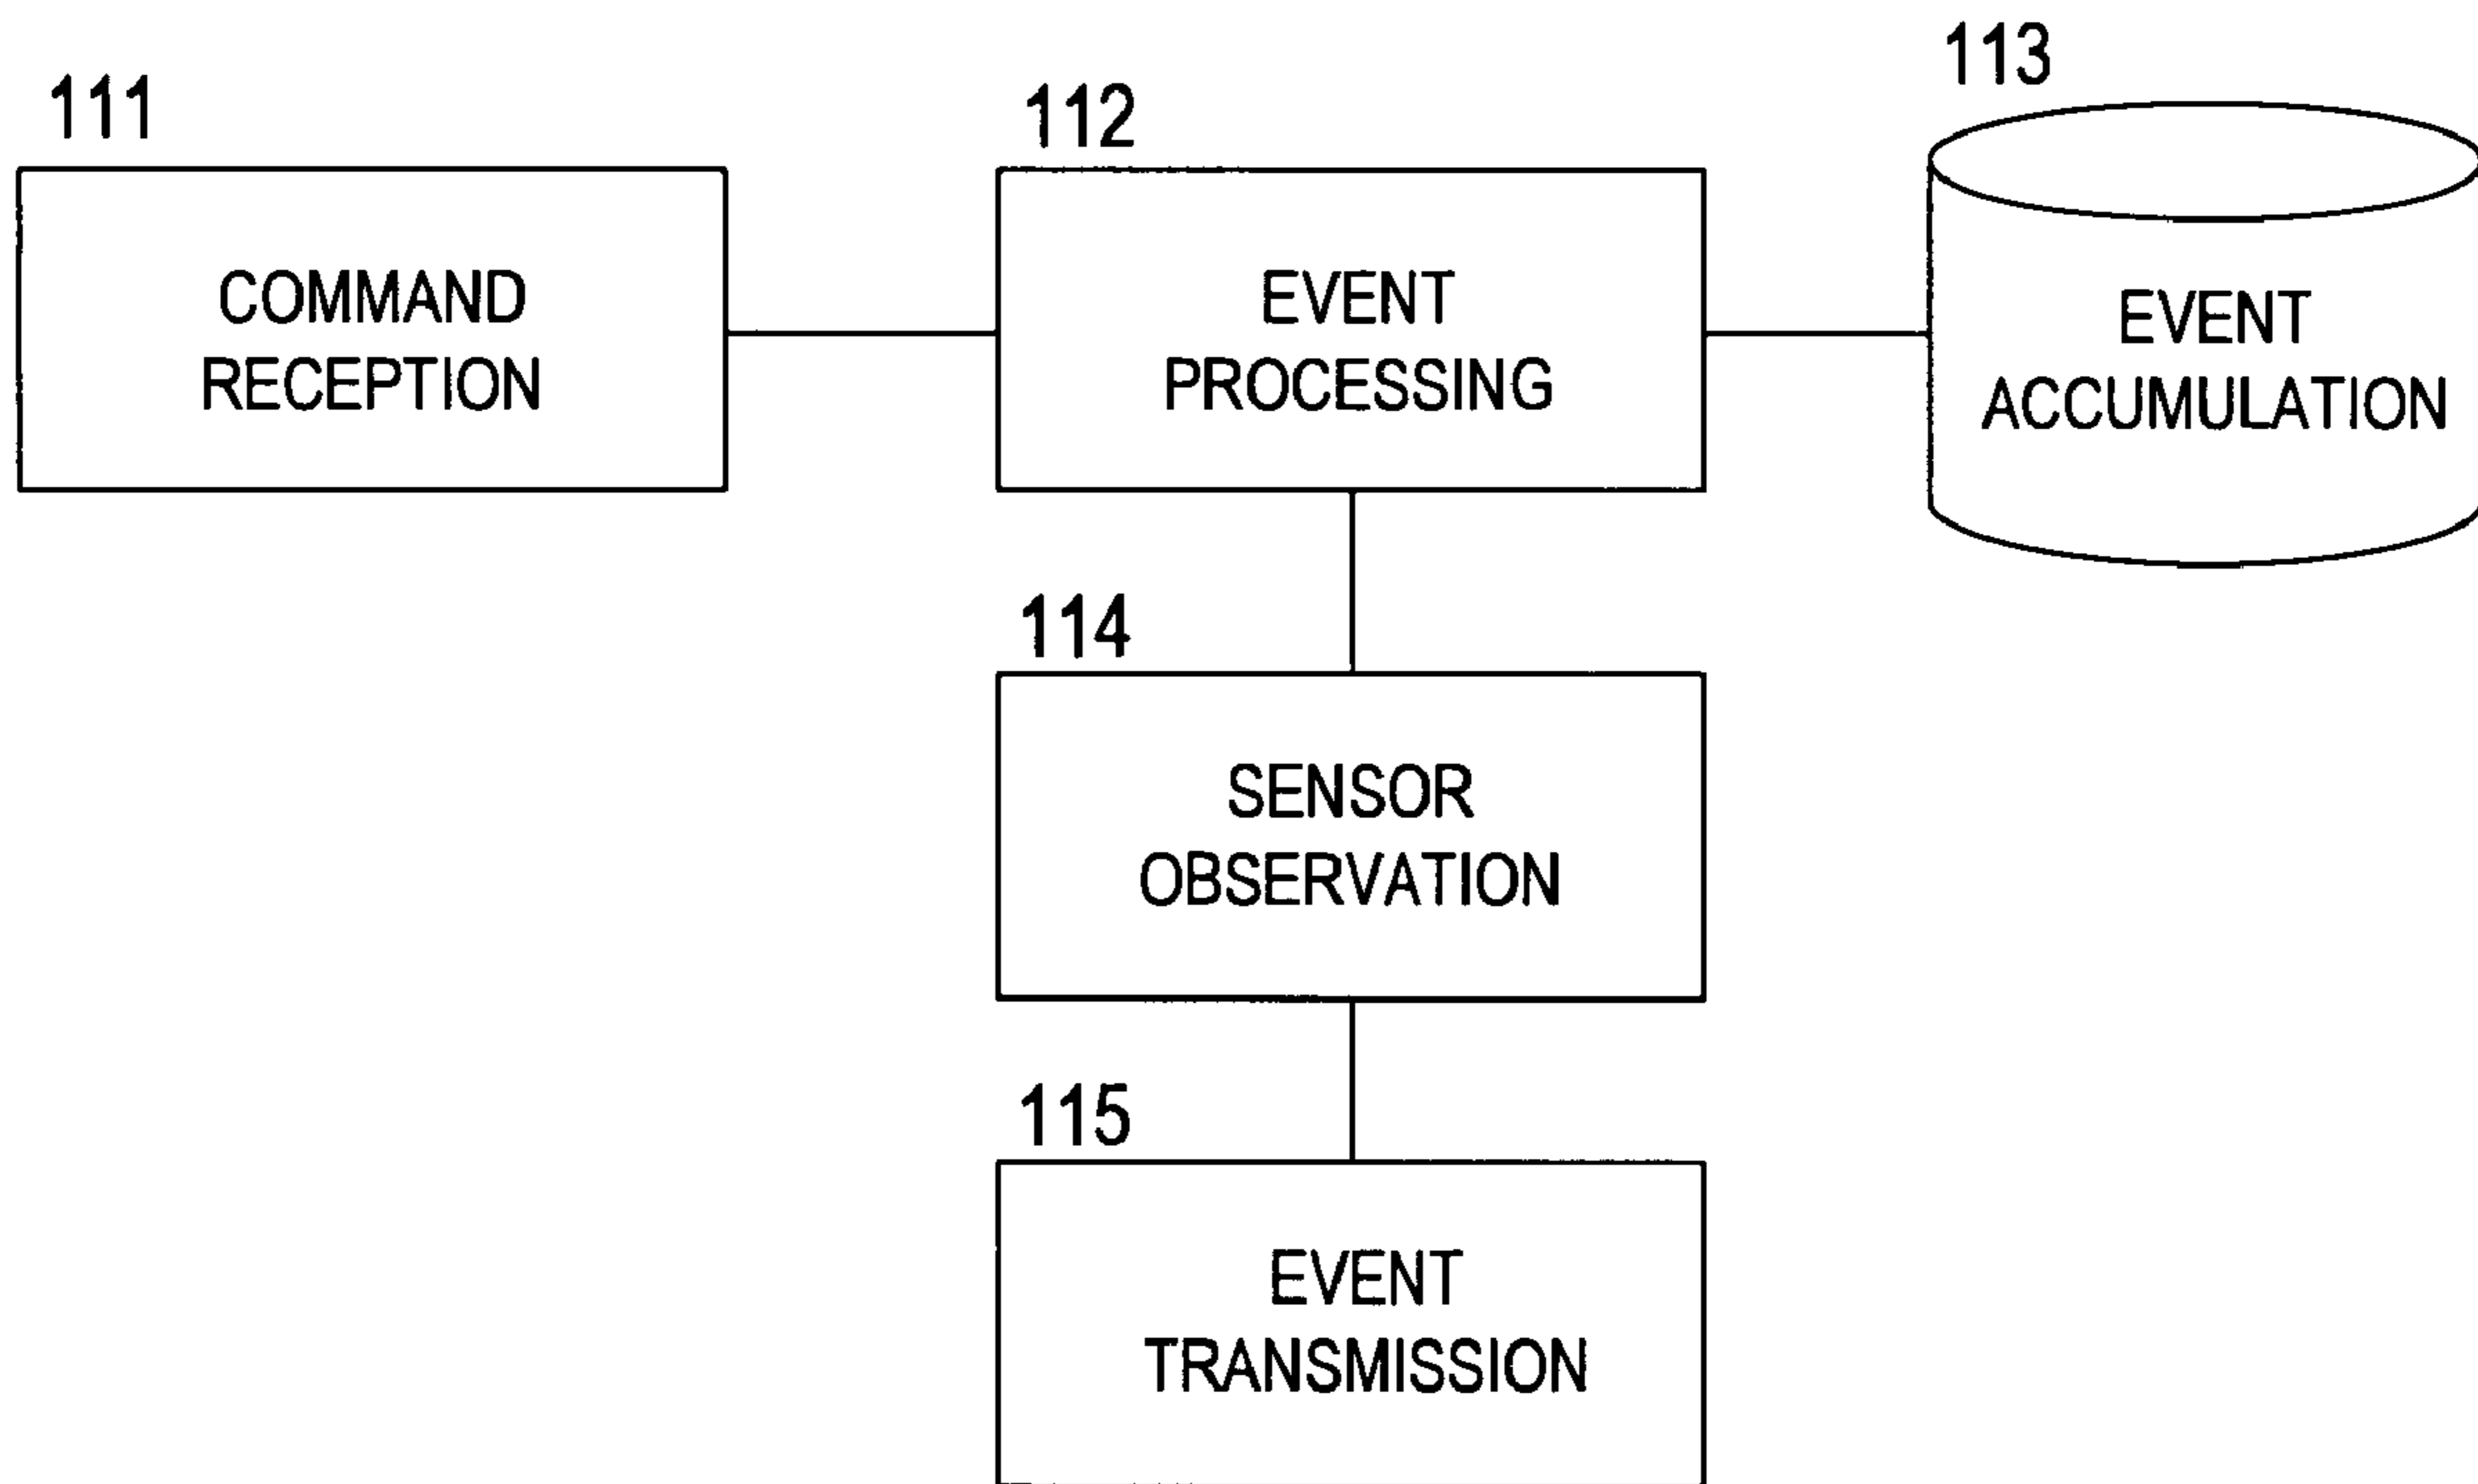 111
COMMAND
RECEPTION
112
EVENT
PROCESSING
113
EVENT
ACCUMULATION
114
SENSOR
OBSERVATION
115
EVENT
TRANSMISSION